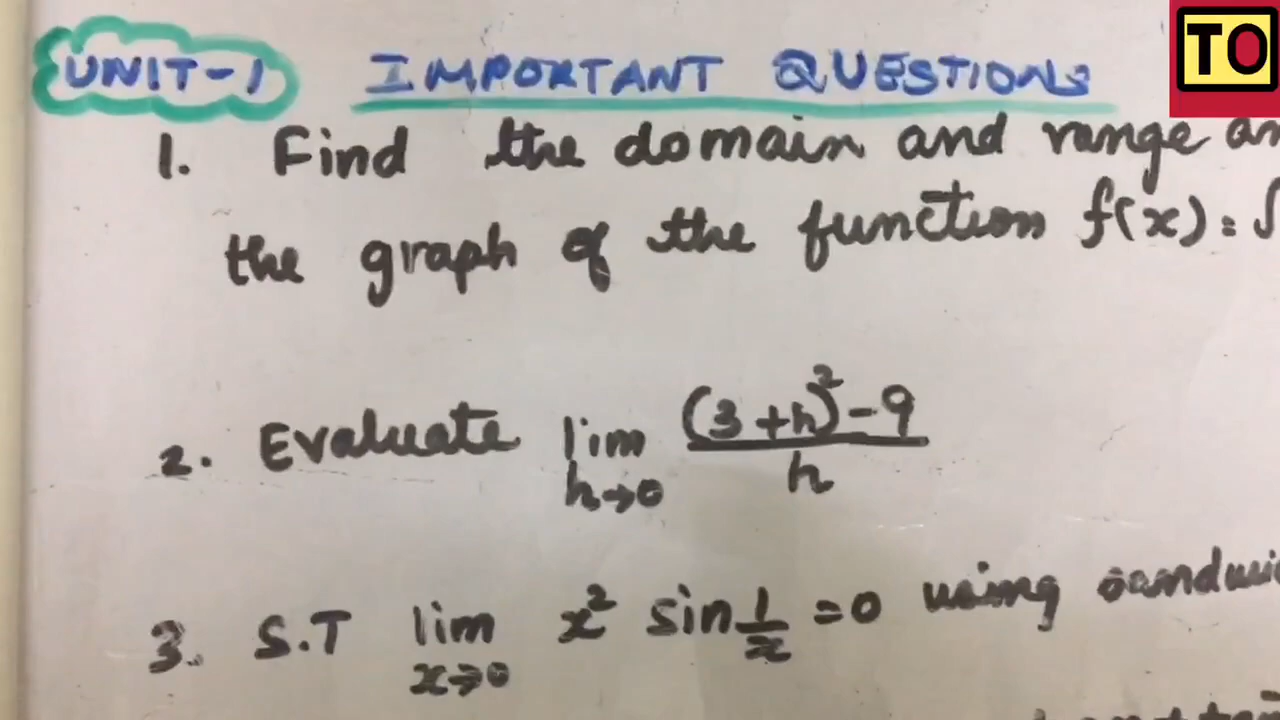 TO
UNIT-1 IMPORTANT QUESTIONS
1. Find the domain and range
the graph of the function f(x) = √
2. Evaluate lim h→0 ((3+h)²-9)/h
3. S.T lim x→0 x² sin 1/x = 0 using